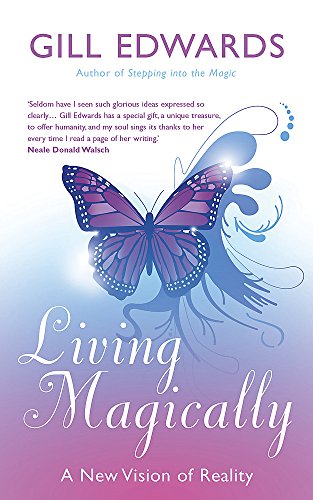 GILL EDWARDS
Author of Stepping into the Magic
‘Seldom have I seen such glorious ideas expressed so
clearly… Gill Edwards has a special gift, a unique treasure,
to offer humanity, and my soul sings its thanks to her
every time I read a page of her writing.’
Neale Donald Walsch
Living
Magically
A New Vision of Reality